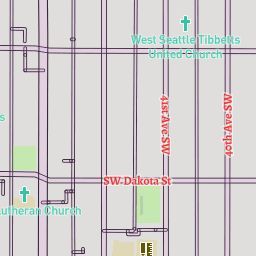 West Seattle Tibbetts
United Church
41st Ave SW
40th Ave SW
SW Dakota St
Lutheran Church